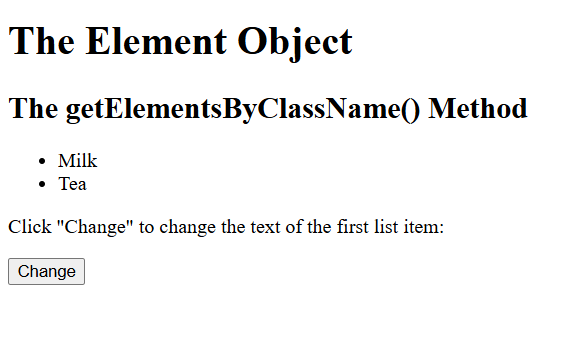 The Element Object
The getElementsByClassName() Method
Milk
Tea
Click "Change" to change the text of the first list item:
Change